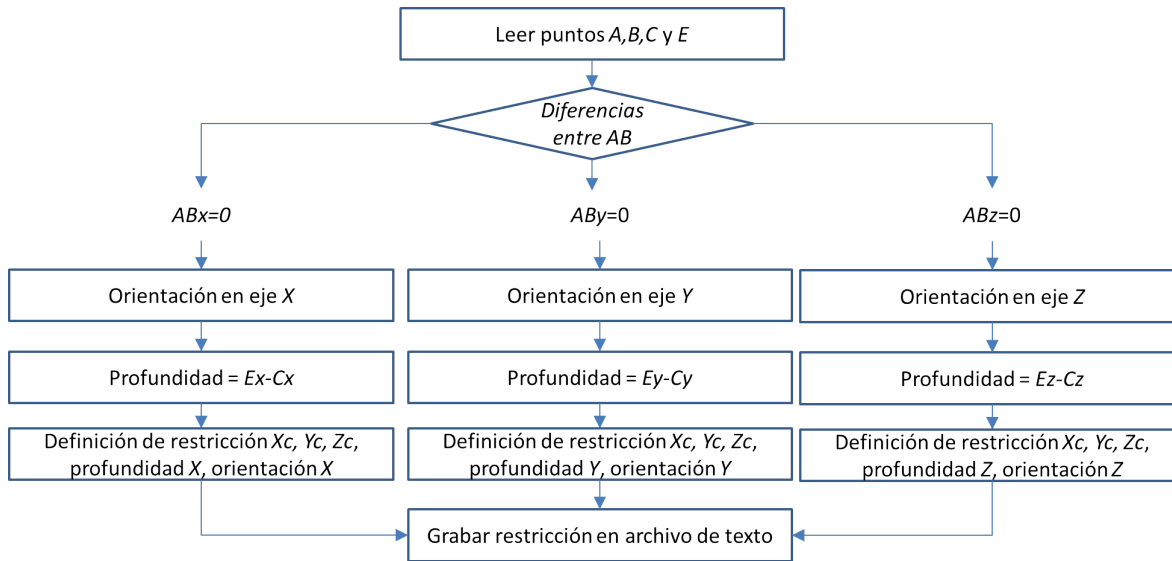 Leer puntos A,B,C y E
Diferencias
entre AB
ABx=0
ABy=0
ABz=0
Orientación en eje X
Orientación en eje Y
Orientación en eje Z
Profundidad = Ex-Cx
Profundidad = Ey-Cy
Profundidad = Ez-Cz
Definición de restricción Xc, Yc, Zc,
profundidad X, orientación X
Definición de restricción Xc, Yc, Zc,
profundidad Y, orientación Y
Definición de restricción Xc, Yc, Zc,
profundidad Z, orientación Z
Grabar restricción en archivo de texto